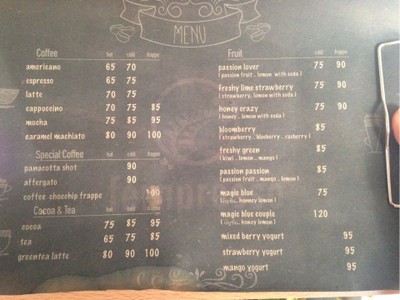 MENU
Coffee hot cold frappe
americano 65 70
espresso 65 75
latte 70 75
cappuccino 70 75 85
mocha 75 85 95
caramel machiato 80 90 100
Special Coffee
panacotta shot 90
affergato 90
coffee chocchip frappe 100
Cocoa & Tea
cocoa 75 85 95
tea 65 75 85
greentea latte 80 90 100
Fruit cold frappe
passion lover 75 90
( passion fruit .. lemon with soda )
Freshy lime strawberry 75 90
( strawberry, lemon with soda )
honey crazy 75 90
( honey .. lemon with soda )
bloomberry 85
( strawberry .. blueberry .. rasberry )
freshy green 85
( kiwi .. lemon .. mango )
passion passion 85
( passion fruit .. mango .. lemon )
magic blue 75
honey, lemon )
magic blue couple 120
honey, lemon )
mixed berry yogurt 95
strawberry yogurt 95
mango yogurt 95